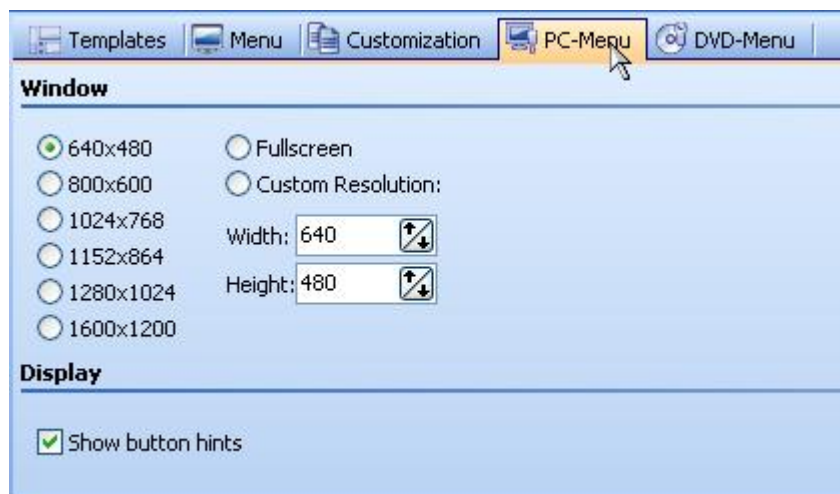 Templates Menu Customization PC-Menu DVD-Menu
Window
640x480 Fullscreen
800x600 Custom Resolution:
1024x768
Width: 640
1152x864
Height: 480
1280x1024
1600x1200
Display
Show button hints